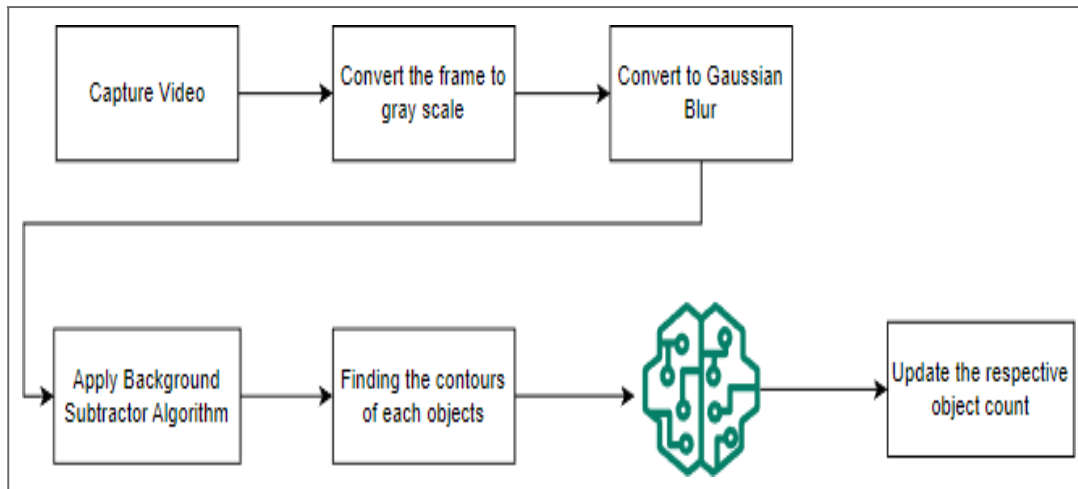 Capture Video
Convert the frame to
gray scale
Convert to Gaussian
Blur
Apply Background
Subtractor Algorithm
Finding the contours
of each objects
Update the respective
object count